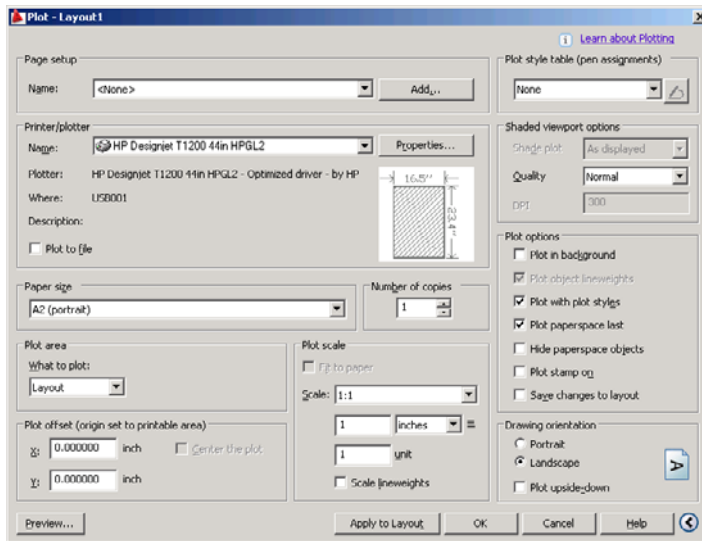 Plot - Layout1
Learn about Plotting
Page setup
Name: <None> Add...
Plot style table (pen assignments)
None
Printer/plotter
Name: HP Designjet T1200 44in HPGL2 Properties...
Plotter: HP Designjet T1200 44in HPGL2 - Optimized driver - by HP
Where: USB001
Description:
Plot to file
16.5''
23.4''
Shaded viewport options
Shade plot As displayed
Quality Normal
DPI 300
Paper size
A2 (portrait)
Number of copies
1
Plot options
Plot in background
Plot object lineweights
Plot with plot styles
Plot paperspace last
Hide paperspace objects
Plot stamp on
Save changes to layout
Plot area
What to plot:
Layout
Plot scale
Fit to paper
Scale: 1:1
1 inches =
1 unit
Scale lineweights
Plot offset (origin set to printable area)
X: 0.000000 inch Center the plot
Y: 0.000000 inch
Drawing orientation
Portrait
Landscape
Plot upside-down
A
Preview... Apply to Layout OK Cancel Help